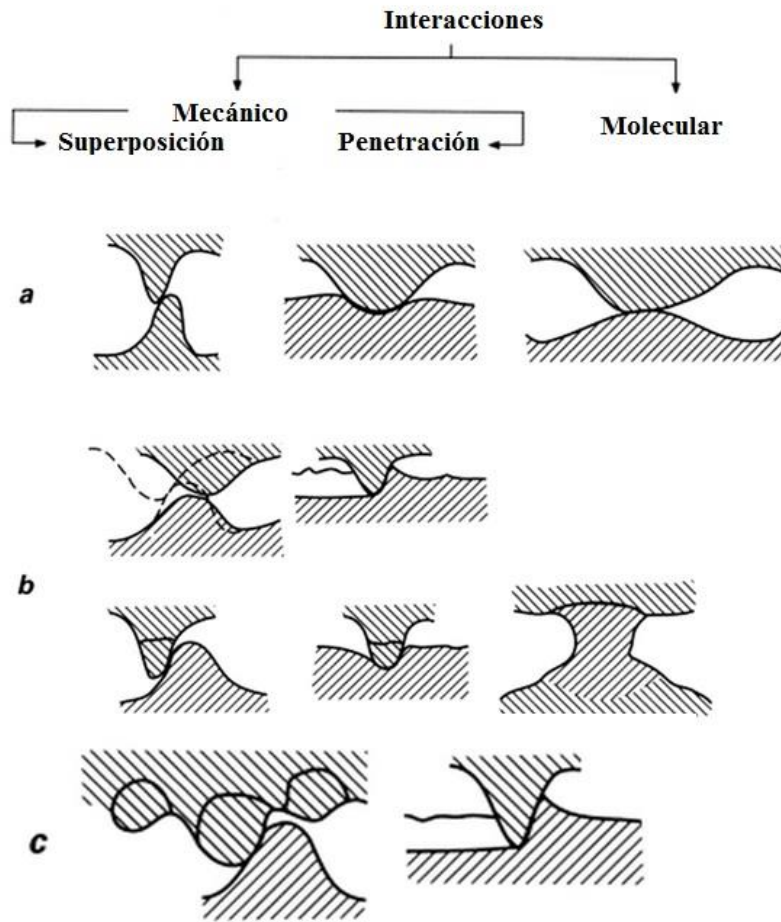 Interacciones
Mecánico
Superposición Penetración Molecular
a
b
c